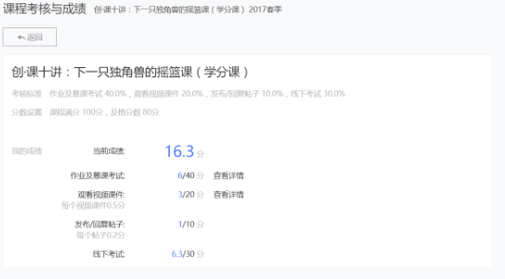 课程考核与成绩 创·课十讲：下一只独角兽的摇篮课（学分课） 2017春季
返回
创·课十讲：下一只独角兽的摇篮课（学分课）
考核标准 作业及慕课考试 40.0%，观看视频课件 20.0%，发布/回复帖子 10.0%，线下考试 30.0%
分数设置 课程满分 100分，及格分数 80分
我的成绩 当前成绩: 16.3 分
作业及慕课考试: 6/40 分 查看详情
观看视频课件: 3/20 分 查看详情
每个视频课件0.5分
发布/回复帖子: 1/10 分
每个帖子0.2分
线下考试: 6.3/30 分